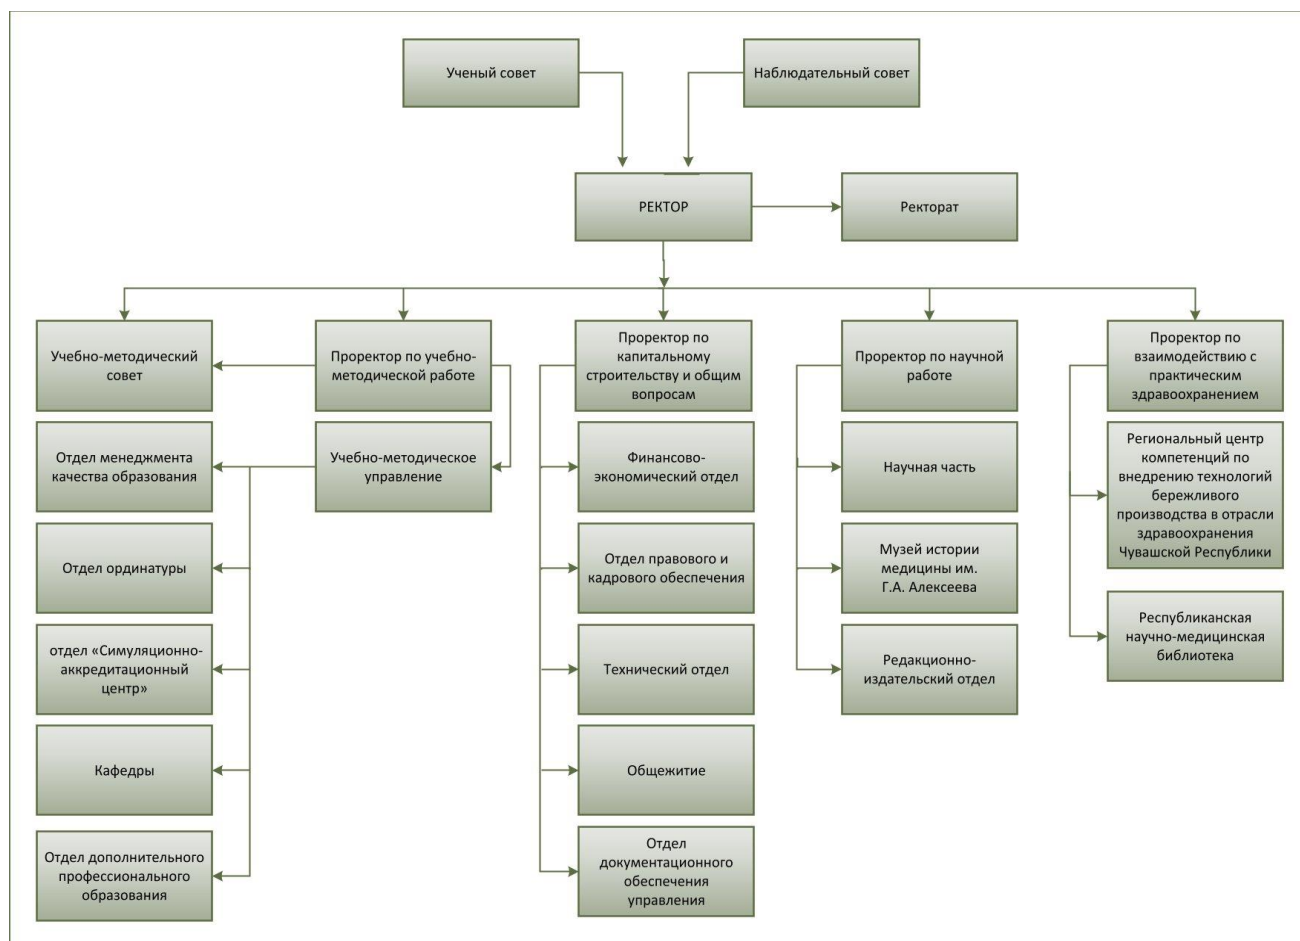 Ученый совет
Наблюдательный совет
РЕКТОР
Ректорат
Учебно-методический
совет
Проректор по учебно-
методической работе
Проректор по
капитальному
строительству и общим
вопросам
Проректор по научной
работе
Проректор по
взаимодействию с
практическим
здравоохранением
Отдел менеджмента
качества образования
Учебно-методическое
управление
Финансово-
экономический отдел
Научная часть
Региональный центр
компетенций по
внедрению технологий
бережливого
производства в отрасли
здравоохранения
Чувашской Республики
Отдел ординатуры
Отдел правового и
кадрового обеспечения
Музей истории
медицины им.
Г.А. Алексеева
отдел «Симуляционно-
аккредитационный
центр»
Технический отдел
Редакционно-
издательский отдел
Республиканская
научно-медицинская
библиотека
Кафедры
Общежитие
Отдел дополнительного
профессионального
образования
Отдел
документационного
обеспечения
управления